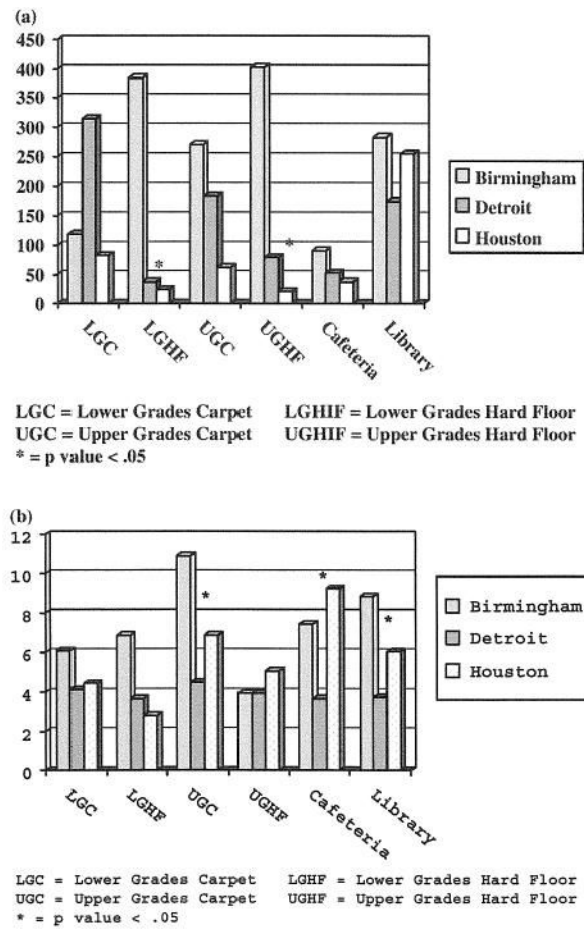 (a)
450
400
350
300
250
200
150
100
50
0
*
*
LGC
LGHF
UGC
UGHF
Cafeteria
Library
Birmingham
Detroit
Houston
LGC = Lower Grades Carpet LGHIF = Lower Grades Hard Floor
UGC = Upper Grades Carpet UGHIF = Upper Grades Hard Floor
* = p value < .05
(b)
12
10
8
6
4
2
0
*
*
*
LGC
LGHF
UGC
UGHF
Cafeteria
Library
Birmingham
Detroit
Houston
LGC = Lower Grades Carpet LGHF = Lower Grades Hard Floor
UGC = Upper Grades Carpet UGHF = Upper Grades Hard Floor
* = p value < .05